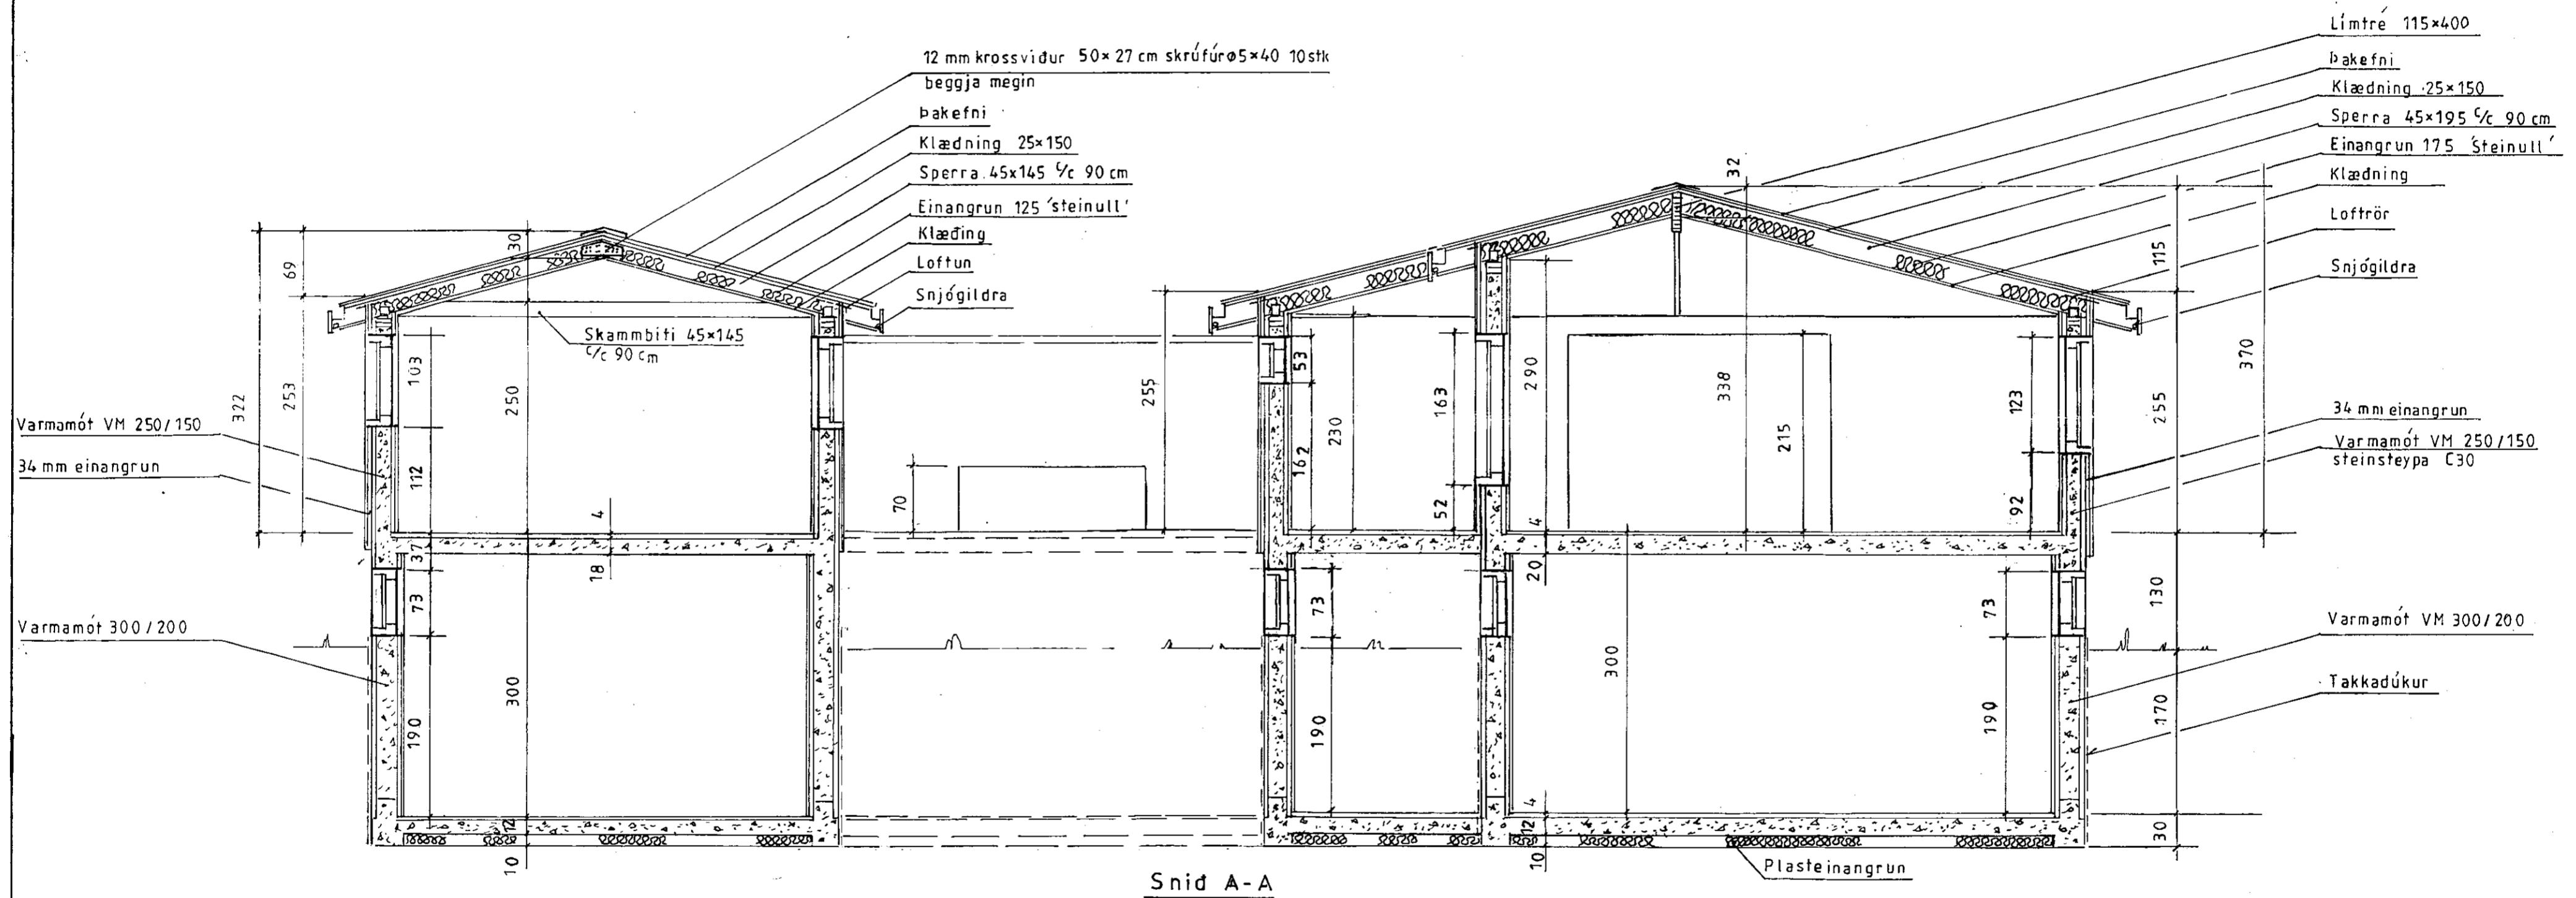 12 mm krossviður 50×27 cm skrúfúrø5×40 10stk
beggja megin
Þakefni
Klædning 25×150
Sperra 45×145 c/c 90 cm
Einangrun 125 'steinull'
Klæðing
Loftun
Snjógildra
Límtré 115×400
Þakefni
Klædning 25×150
Sperra 45×195 c/c 90 cm
Einangrun 175 'Steinull'
Klædning
Loftrör
Snjógildra
Skammbiti 45×145
c/c 90 cm
Varmamót VM 250/150
34 mm einangrun
Varmamót 300/200
34 mm einangrun
Varmamót VM 250/150
steinsteypa C30
Varmamót VM 300/200
Takkadúkur
Plasteinangrun
322
69
253
30
250
103
112
4
37
18
73
190
300
12
10
70
255
53
162
230
163
52
290
4
20
32
338
215
123
92
115
255
370
73
190
73
190
300
4
12
10
130
170
30
Snið A-A